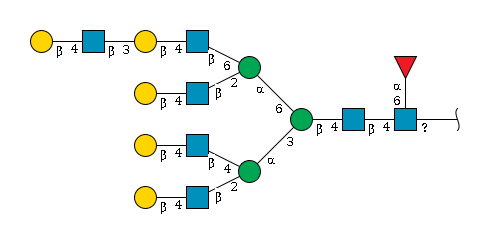 β 4 β 3 β 4
β 6
β 4 β 2 α
α
6
6
β 4 β 4 ?
3
β 4 β 4 α
β 4 β 2